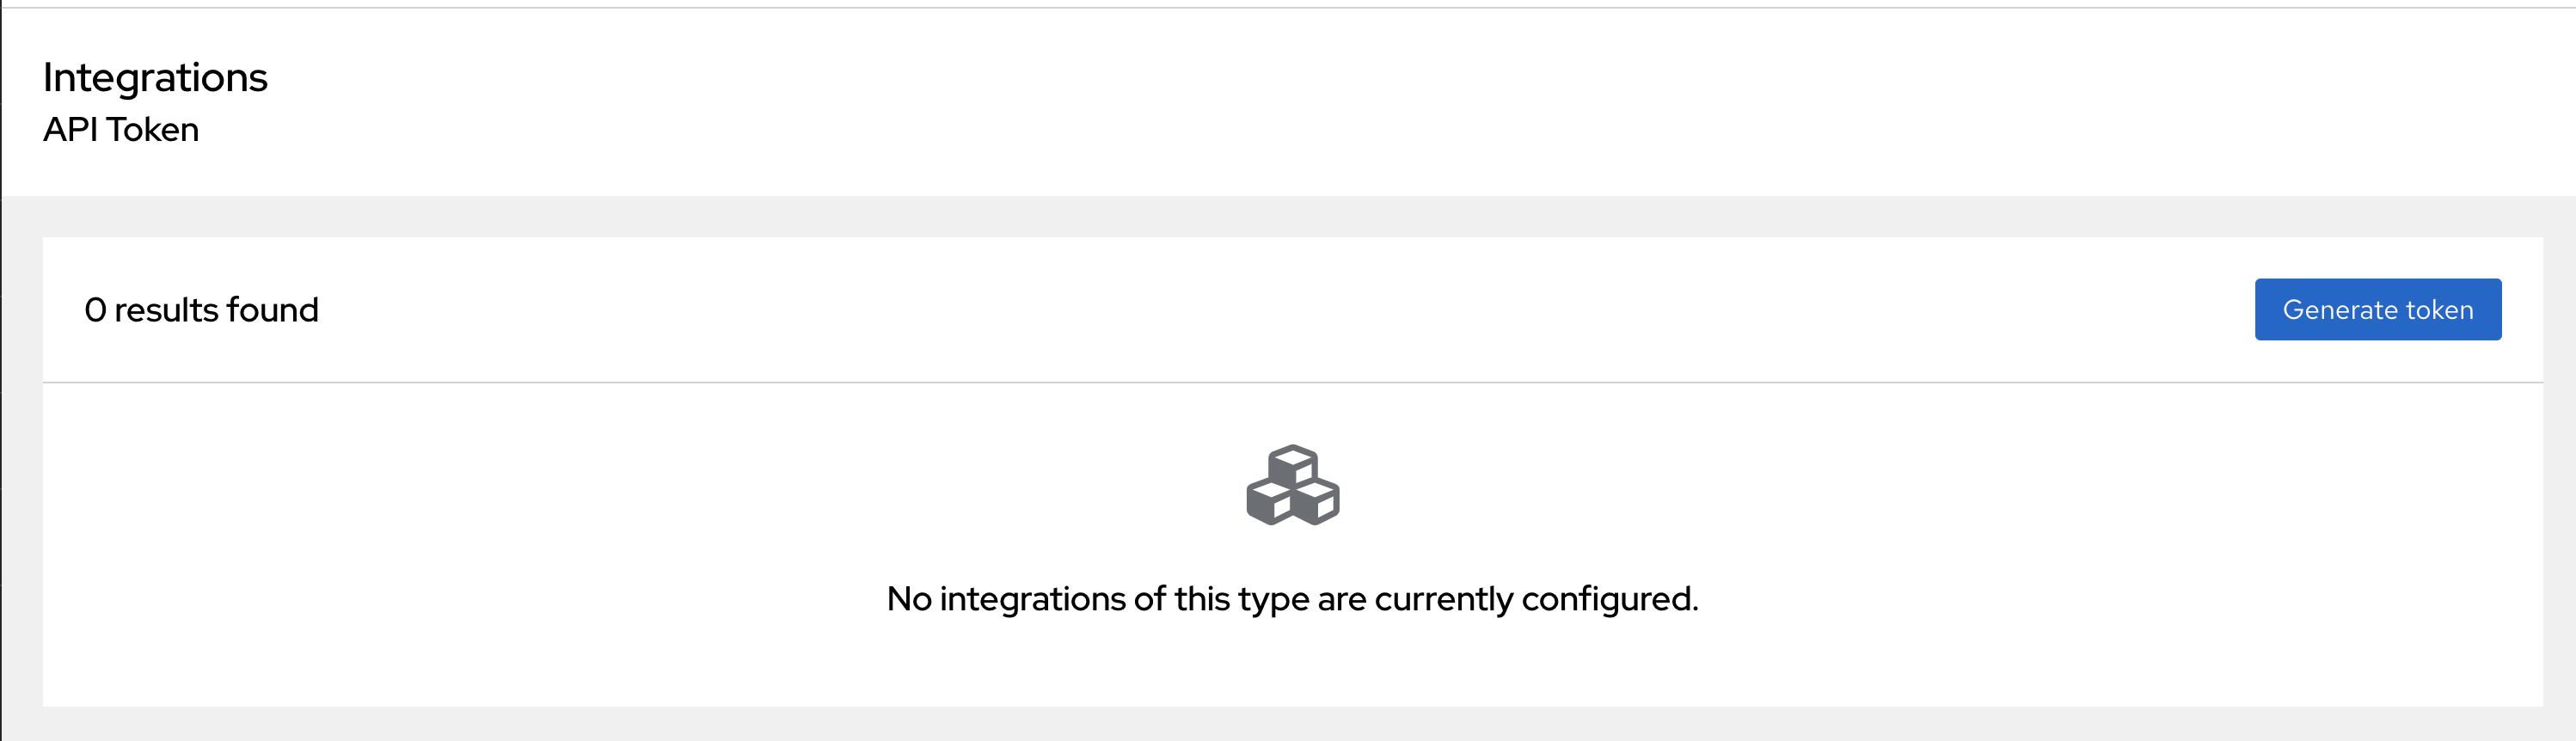 Integrations
API Token
0 results found
Generate token
No integrations of this type are currently configured.